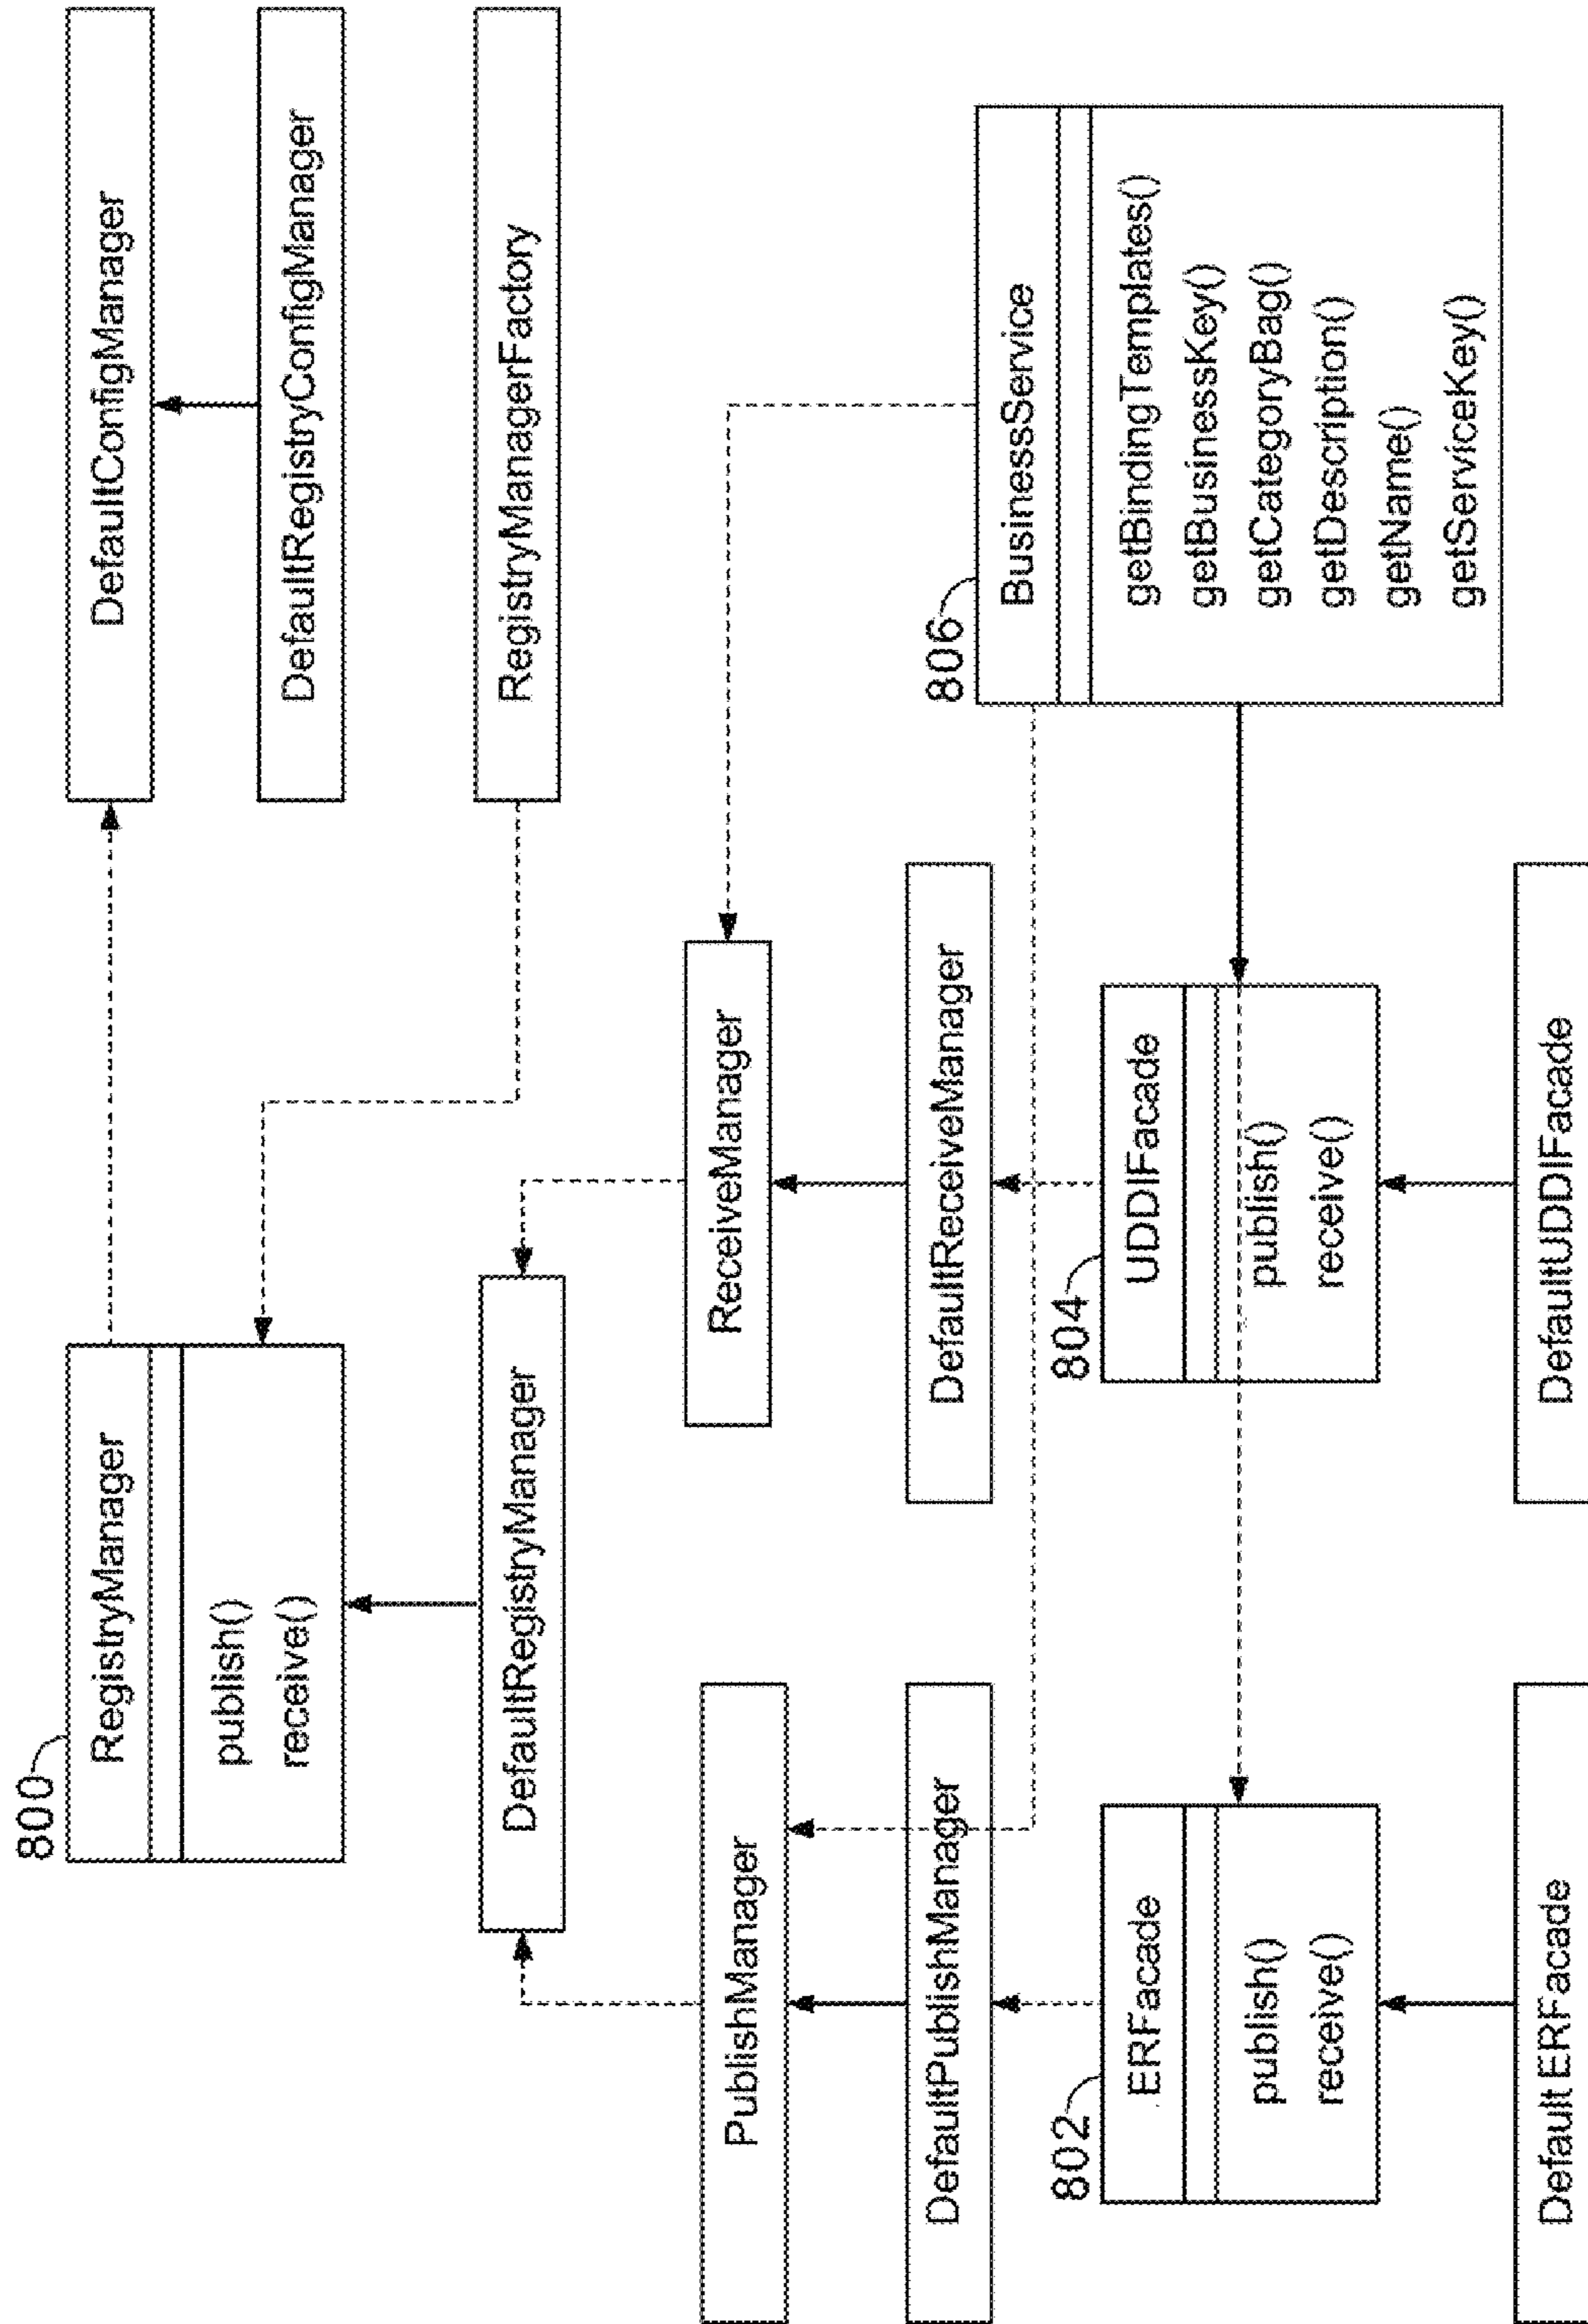 800
RegistryManager
publish()
receive()
DefaultConfigManager
DefaultRegistryConfigManager
DefaultRegistryManager
RegistryManagerFactory
PublishManager
ReceiveManager
DefaultPublishManager
DefaultReceiveManager
806
BusinessService
getBindingTemplates()
getBusinessKey()
getCategoryBag()
getDescription()
getName()
getServiceKey()
802
ERFacade
publish()
receive()
804
UDDIFacade
publish()
receive()
Default ERFacade
DefaultUDDIFacade